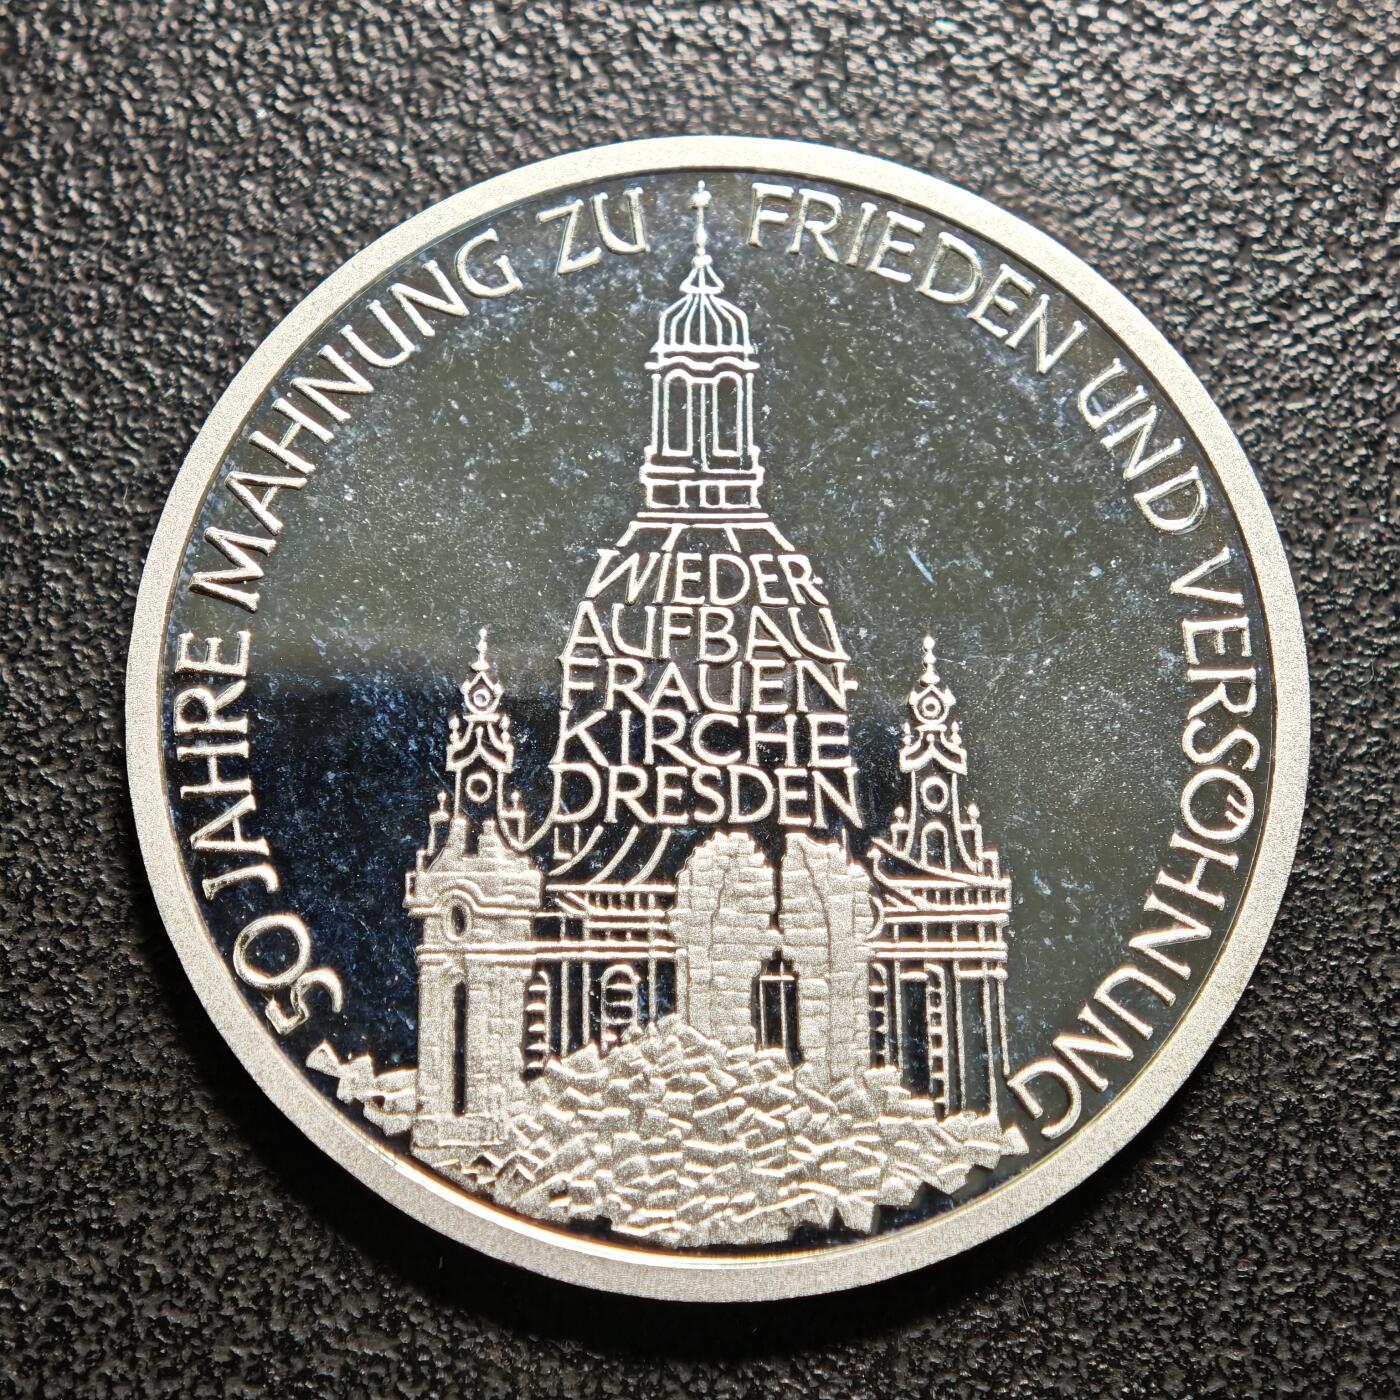 50 JAHRE MAHNUNG ZU FRIEDEN UND VERSÖHNUNG
WIEDER-
AUFBAU
FRAUEN-
KIRCHE
DRESDEN